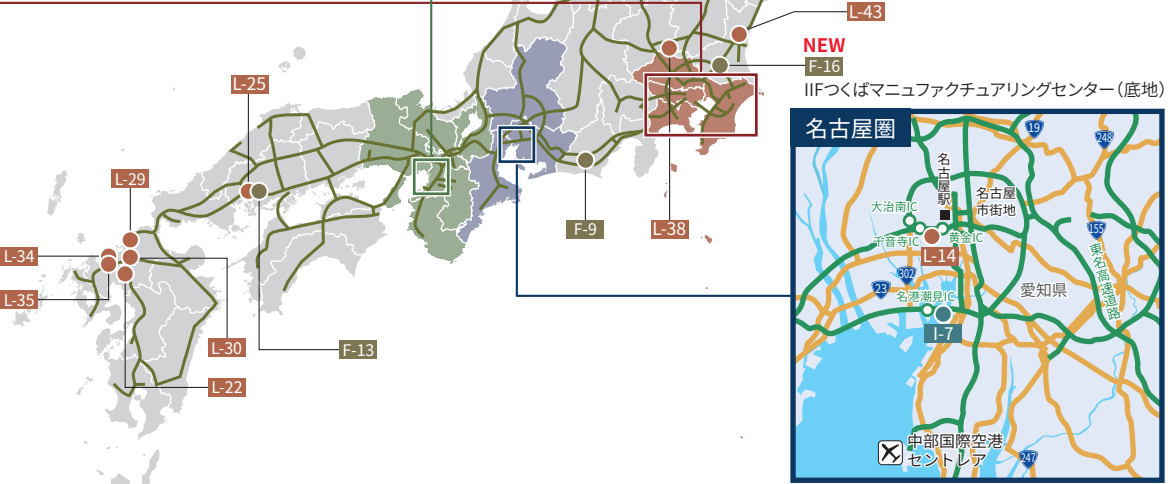 L-43
NEW
F-16
IIFつくばマニュファクチュアリングセンター（底地）
L-25
L-29
L-34
L-35
L-30
L-22
F-13
F-9
L-38
名古屋圏
19
248
名古屋駅
名古屋
市街地
大治南IC
千音寺IC
黄金IC
L-14
155
東名高速道路
302
23
名港潮見IC
愛知県
I-7
中部国際空港
セントレア
247